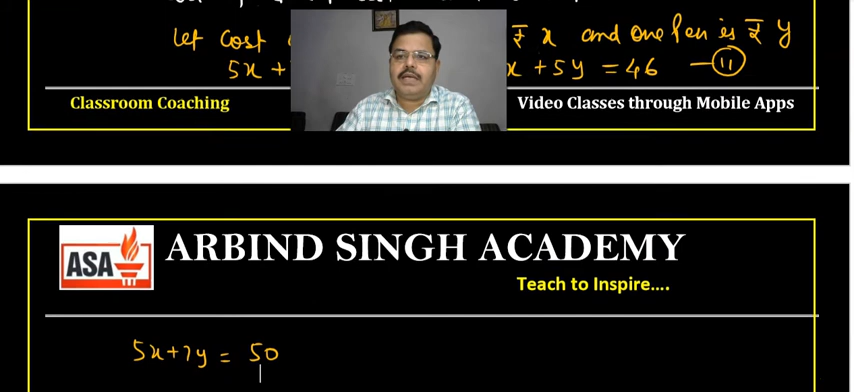 Let cost ₹ x and one Pen is ₹ y
5x + x + 5y = 46 — (11)
Classroom Coaching Video Classes through Mobile Apps
ASA ARBIND SINGH ACADEMY
Teach to Inspire....
5x + 7y = 50